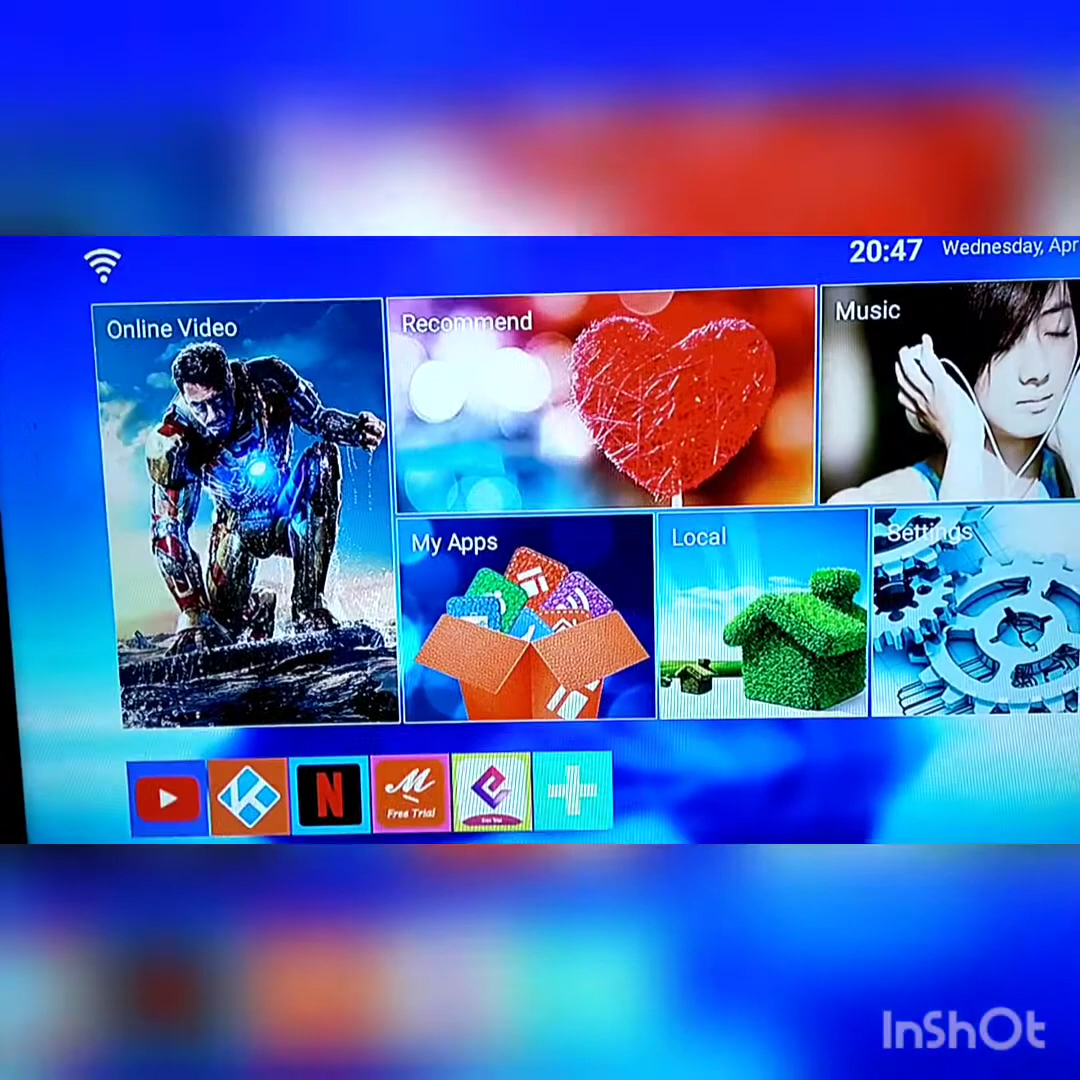 20:47 Wednesday, Apr
Online Video
Recommend
Music
My Apps
Local
Settings
N
M
Free Trial
InShOt